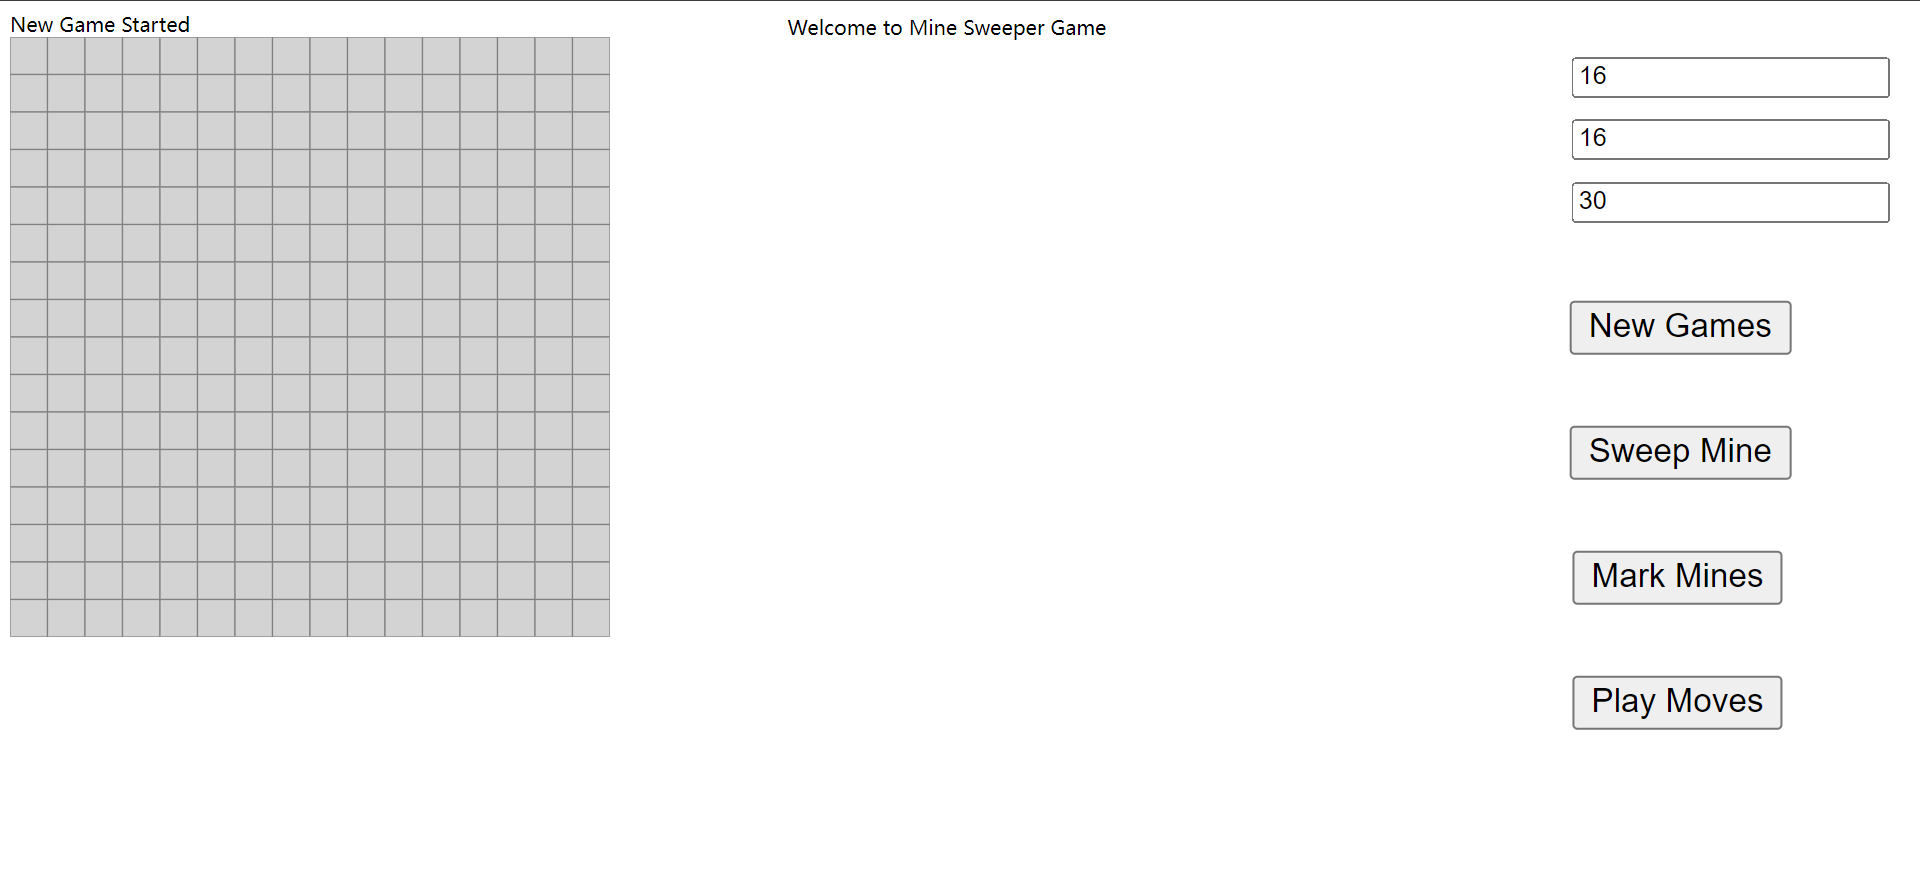 New Game Started
Welcome to Mine Sweeper Game
16
16
30
New Games
Sweep Mine
Mark Mines
Play Moves